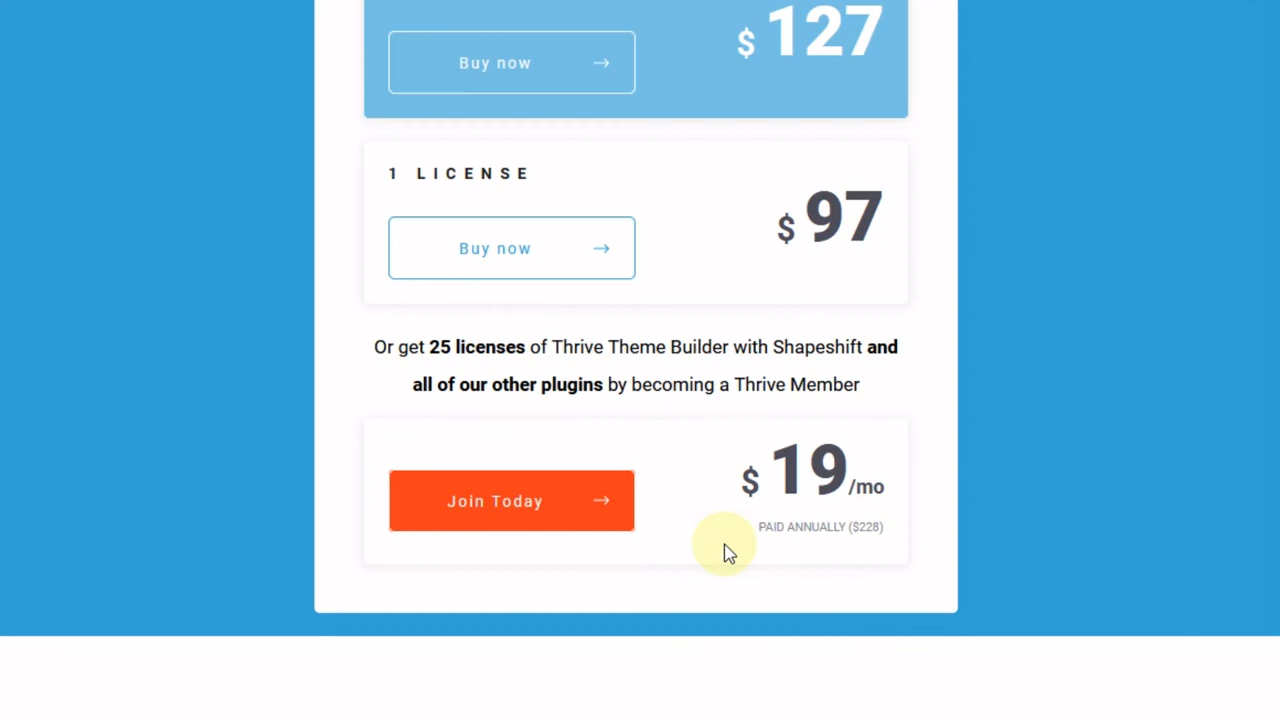 $ 127
Buy now →
1 LICENSE
$ 97
Buy now →
Or get 25 licenses of Thrive Theme Builder with Shapeshift and
all of our other plugins by becoming a Thrive Member
$ 19/mo
Join Today →
PAID ANNUALLY ($228)